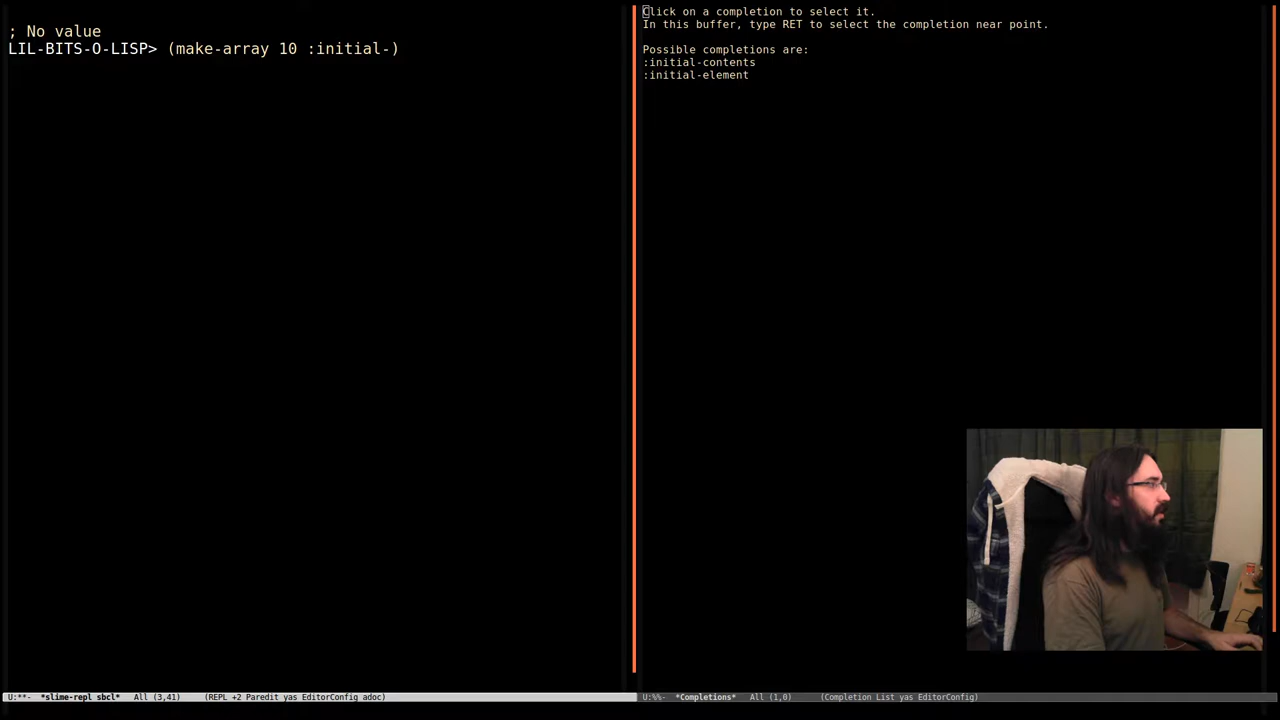 ; No value
LIL-BITS-O-LISP> (make-array 10 :initial-)
Click on a completion to select it.
In this buffer, type RET to select the completion near point.
Possible completions are:
:initial-contents
:initial-element
U:**-  *slime-repl sbcl*   All (3,41)     (REPL +2 Paredit yas EditorConfig adoc)
U:%%-  *Completions*   All (1,0)      (Completion List yas EditorConfig)